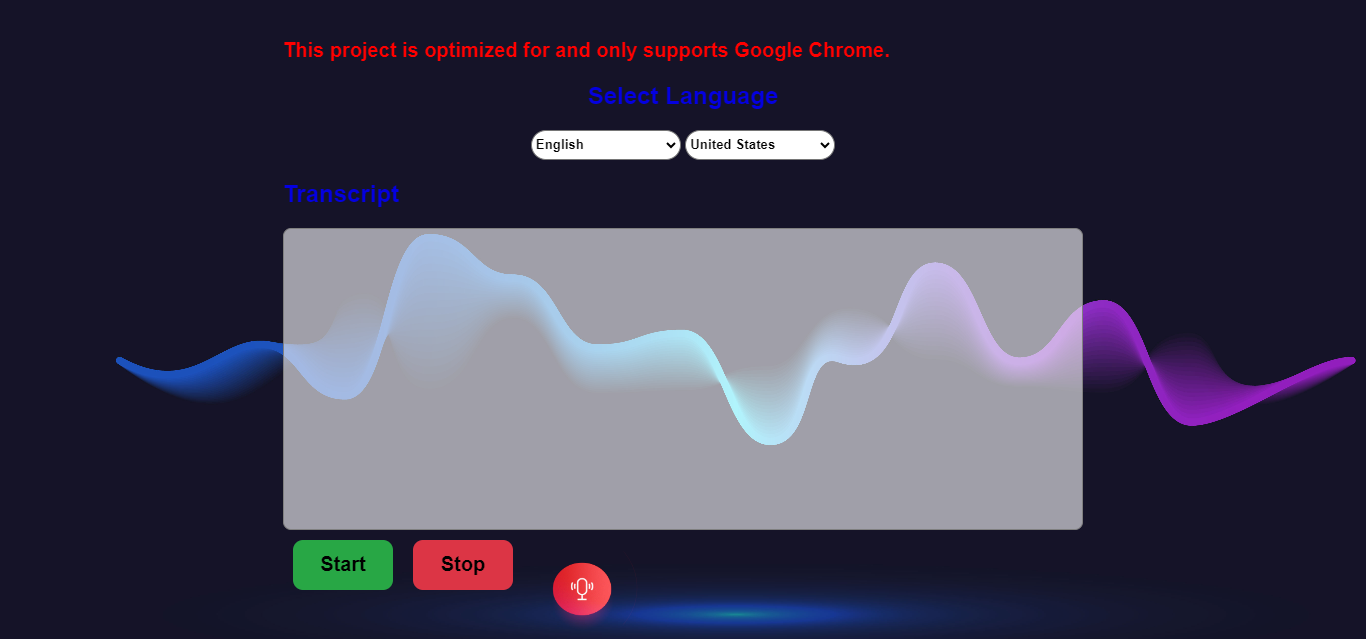 This project is optimized for and only supports Google Chrome.
Select Language
English United States
Transcript
Start Stop